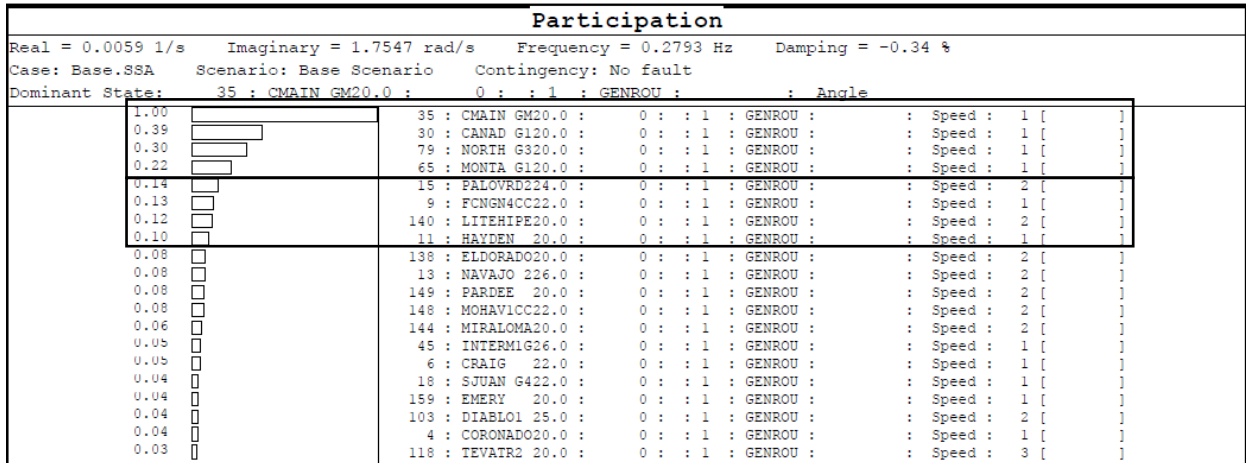 Participation
Real = 0.0059 1/s Imaginary = 1.7547 rad/s Frequency = 0.2793 Hz Damping = -0.34 %
Case: Base.SSA Scenario: Base Scenario Contingency: No fault
Dominant State: 35 : CMAIN GM20.0 : 0 : : 1 : GENROU : : Angle
1.00 35 : CMAIN GM20.0 : 0 : : 1 : GENROU : : Speed : 1 [ ]
0.39 30 : CANAD G120.0 : 0 : : 1 : GENROU : : Speed : 1 [ ]
0.30 79 : NORTH G320.0 : 0 : : 1 : GENROU : : Speed : 1 [ ]
0.22 65 : MONTA G120.0 : 0 : : 1 : GENROU : : Speed : 1 [ ]
0.14 15 : PALOVRD224.0 : 0 : : 1 : GENROU : : Speed : 2 [ ]
0.13 9 : FCNGN4CC22.0 : 0 : : 1 : GENROU : : Speed : 1 [ ]
0.12 140 : LITEHIPE20.0 : 0 : : 1 : GENROU : : Speed : 2 [ ]
0.10 11 : HAYDEN 20.0 : 0 : : 1 : GENROU : : Speed : 1 [ ]
0.08 138 : ELDORADO20.0 : 0 : : 1 : GENROU : : Speed : 2 [ ]
0.08 13 : NAVAJO 226.0 : 0 : : 1 : GENROU : : Speed : 2 [ ]
0.08 149 : PARDEE 20.0 : 0 : : 1 : GENROU : : Speed : 2 [ ]
0.08 148 : MOHAV1CC22.0 : 0 : : 1 : GENROU : : Speed : 2 [ ]
0.06 144 : MIRALOMA20.0 : 0 : : 1 : GENROU : : Speed : 2 [ ]
0.05 45 : INTERM1G26.0 : 0 : : 1 : GENROU : : Speed : 1 [ ]
0.05 6 : CRAIG 22.0 : 0 : : 1 : GENROU : : Speed : 1 [ ]
0.04 18 : SJUAN G422.0 : 0 : : 1 : GENROU : : Speed : 1 [ ]
0.04 159 : EMERY 20.0 : 0 : : 1 : GENROU : : Speed : 1 [ ]
0.04 103 : DIABLO1 25.0 : 0 : : 1 : GENROU : : Speed : 2 [ ]
0.04 4 : CORONADO20.0 : 0 : : 1 : GENROU : : Speed : 1 [ ]
0.03 118 : TEVATR2 20.0 : 0 : : 1 : GENROU : : Speed : 3 [ ]